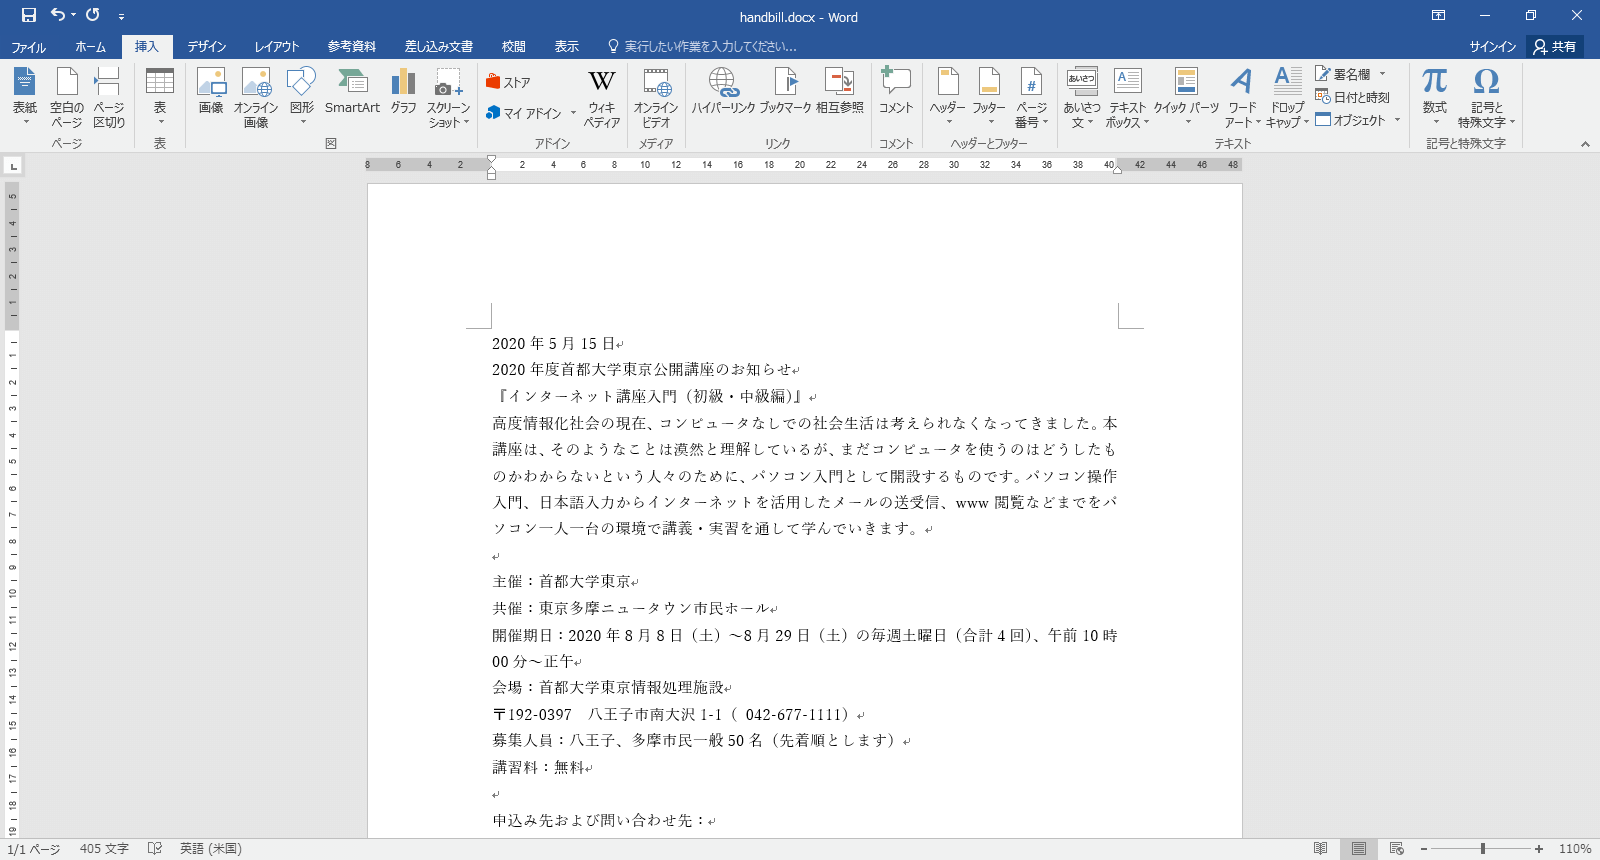 handbill.docx - Word
ファイル ホーム 挿入 デザイン レイアウト 参考資料 差し込み文書 校閲 表示 実行したい作業を入力してください... サインイン 共有
表紙 空白のページ ページ区切り 表 画像 オンライン画像 図形 SmartArt グラフ スクリーンショット ストア マイ アドイン ウィキペディア オンラインビデオ ハイパーリンク ブックマーク 相互参照 コメント ヘッダー フッター ページ番号 あいさつ文 テキストボックス クイック パーツ ワードアート ドロップキャップ 署名欄 日付と時刻 オブジェクト 数式 記号と特殊文字
ページ 表 図 アドイン メディア リンク コメント ヘッダーとフッター テキスト 記号と特殊文字
8 6 4 2 2 4 6 8 10 12 14 16 18 20 22 24 26 28 30 32 34 36 38 40 42 44 46 48
2020 年 5 月 15 日
2020 年度首都大学東京公開講座のお知らせ
『インターネット講座入門（初級・中級編）』
高度情報化社会の現在、コンピュータなしでの社会生活は考えられなくなってきました。本
講座は、そのようなことは漠然と理解しているが、まだコンピュータを使うのはどうしたも
のかわからないという人々のために、パソコン入門として開設するものです。パソコン操作
入門、日本語入力からインターネットを活用したメールの送受信、www 閲覧などまでをパ
ソコン一人一台の環境で講義・実習を通して学んでいきます。
主催：首都大学東京
共催：東京多摩ニュータウン市民ホール
開催期日：2020 年 8 月 8 日（土）～8 月 29 日（土）の毎週土曜日（合計 4 回）、午前 10 時
00 分～正午
会場：首都大学東京情報処理施設
〒192-0397　八王子市南大沢 1-1（ 042-677-1111）
募集人員：八王子、多摩市民一般 50 名（先着順とします）
講習料：無料
申込み先および問い合わせ先：
1/1 ページ 405 文字 英語 (米国) 110%